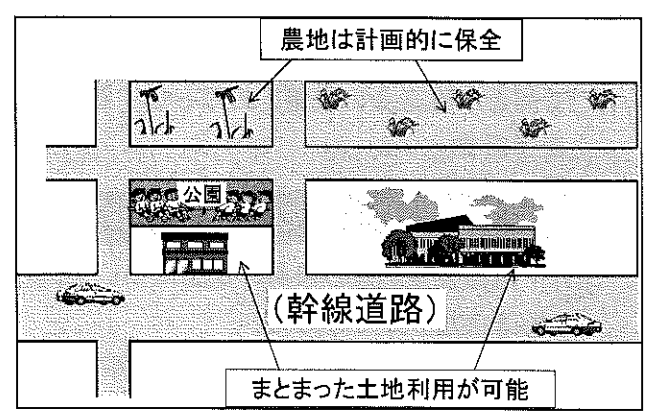 農地は計画的に保全
公園
(幹線道路)
まとまった土地利用が可能